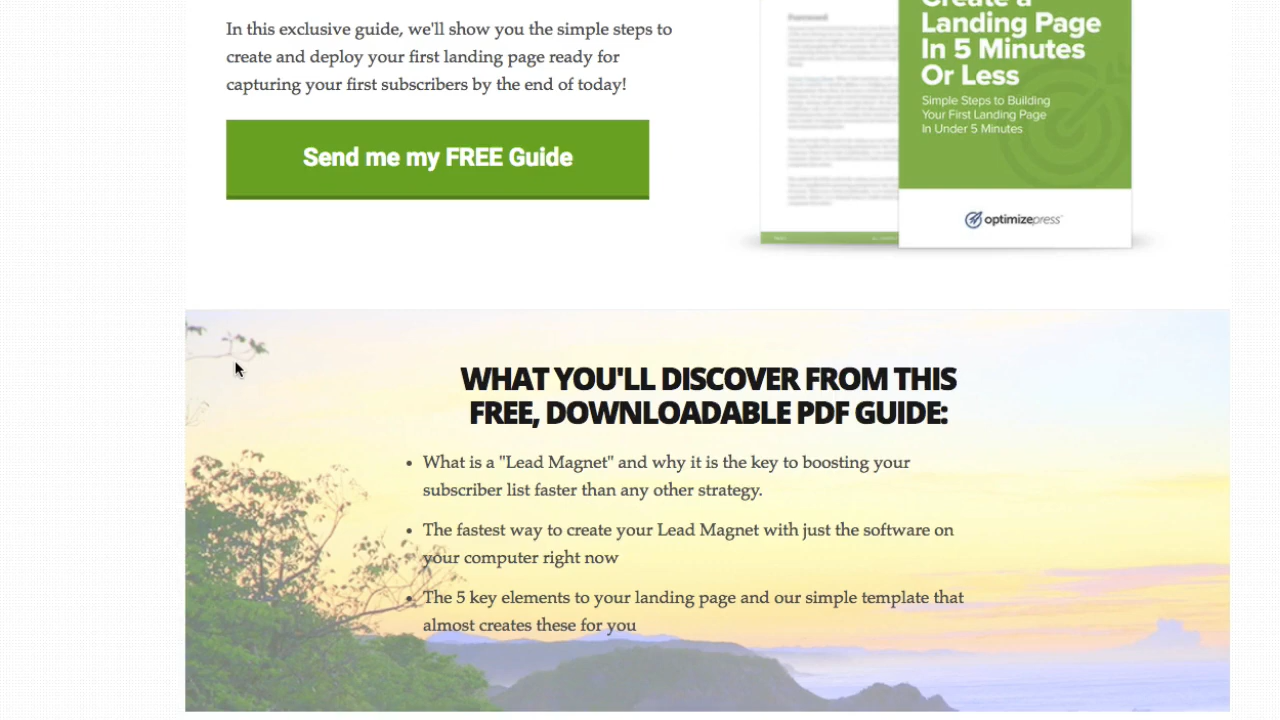 In this exclusive guide, we'll show you the simple steps to
create and deploy your first landing page ready for
capturing your first subscribers by the end of today!
Send me my FREE Guide
Foreword
Create a
Landing Page
In 5 Minutes
Or Less
Simple Steps to Building
Your First Landing Page
In Under 5 Minutes
optimizepress
WHAT YOU'LL DISCOVER FROM THIS
FREE, DOWNLOADABLE PDF GUIDE:
• What is a "Lead Magnet" and why it is the key to boosting your
subscriber list faster than any other strategy.
• The fastest way to create your Lead Magnet with just the software on
your computer right now
• The 5 key elements to your landing page and our simple template that
almost creates these for you